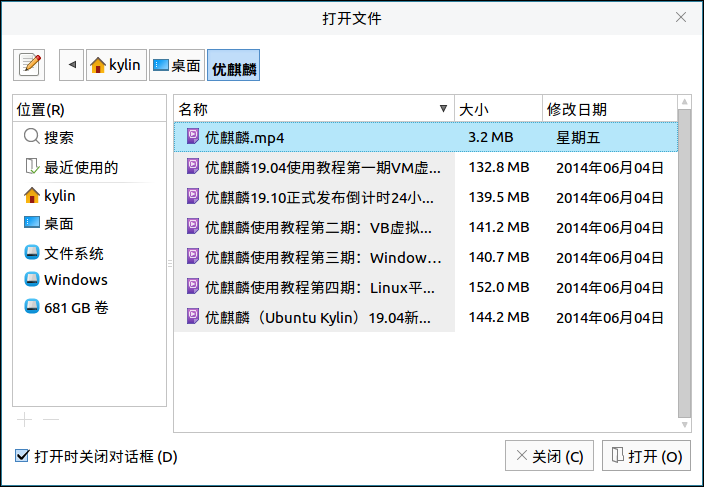 打开文件
kylin
桌面
优麒麟
位置(R)
搜索
最近使用的
kylin
桌面
文件系统
Windows
681 GB 卷
名称 大小 修改日期
优麒麟.mp4 3.2 MB 星期五
优麒麟19.04使用教程第一期VM虚... 132.8 MB 2014年06月04日
优麒麟19.10正式发布倒计时24小... 139.5 MB 2014年06月04日
优麒麟使用教程第二期：VB虚拟... 141.2 MB 2014年06月04日
优麒麟使用教程第三期：Window... 140.7 MB 2014年06月04日
优麒麟使用教程第四期：Linux平... 152.0 MB 2014年06月04日
优麒麟（Ubuntu Kylin）19.04新... 144.2 MB 2014年06月04日
打开时关闭对话框 (D)
关闭 (C)
打开 (O)